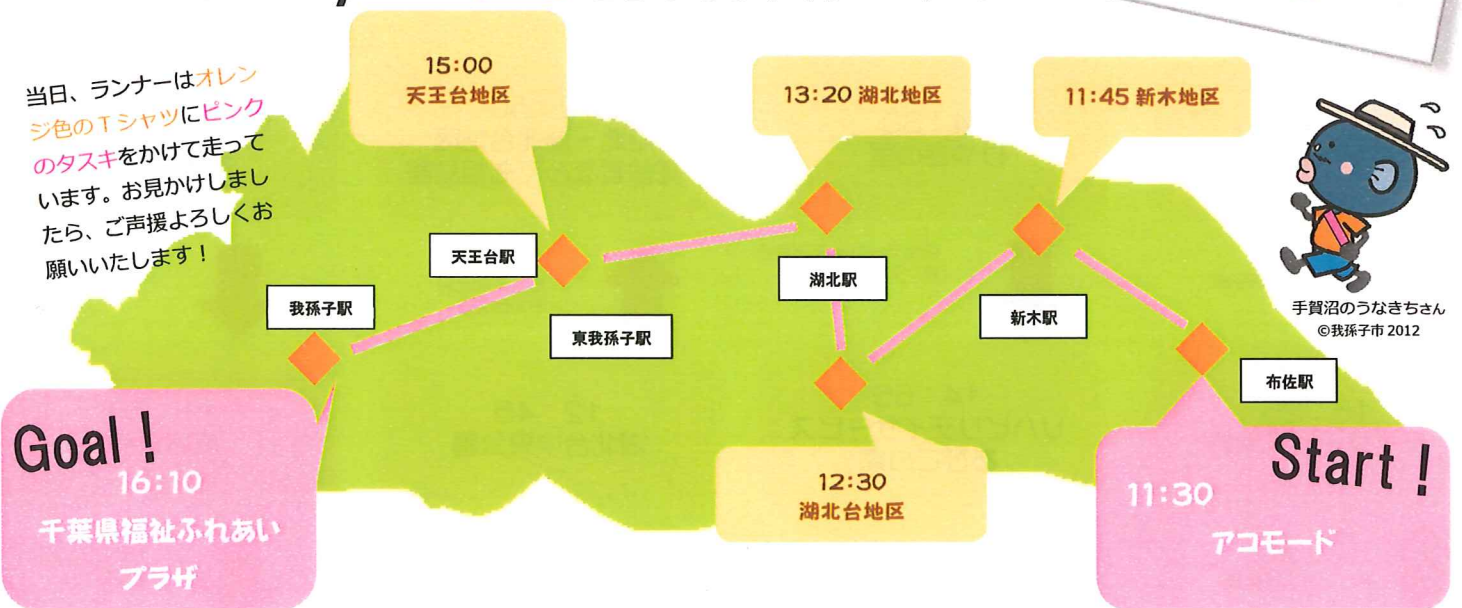 当日、ランナーはオレン
ジ色のTシャツにピンク
のタスキをかけて走って
います。お見かけしまし
たら、ご声援よろしくお
願いいたします！
15:00
天王台地区
13:20 湖北地区
11:45 新木地区
天王台駅
我孫子駅
東我孫子駅
湖北駅
新木駅
布佐駅
手賀沼のうなきちさん
©我孫子市 2012
Goal！
16:10
千葉県福祉ふれあい
プラザ
12:30
湖北台地区
Start！
11:30
アコモード